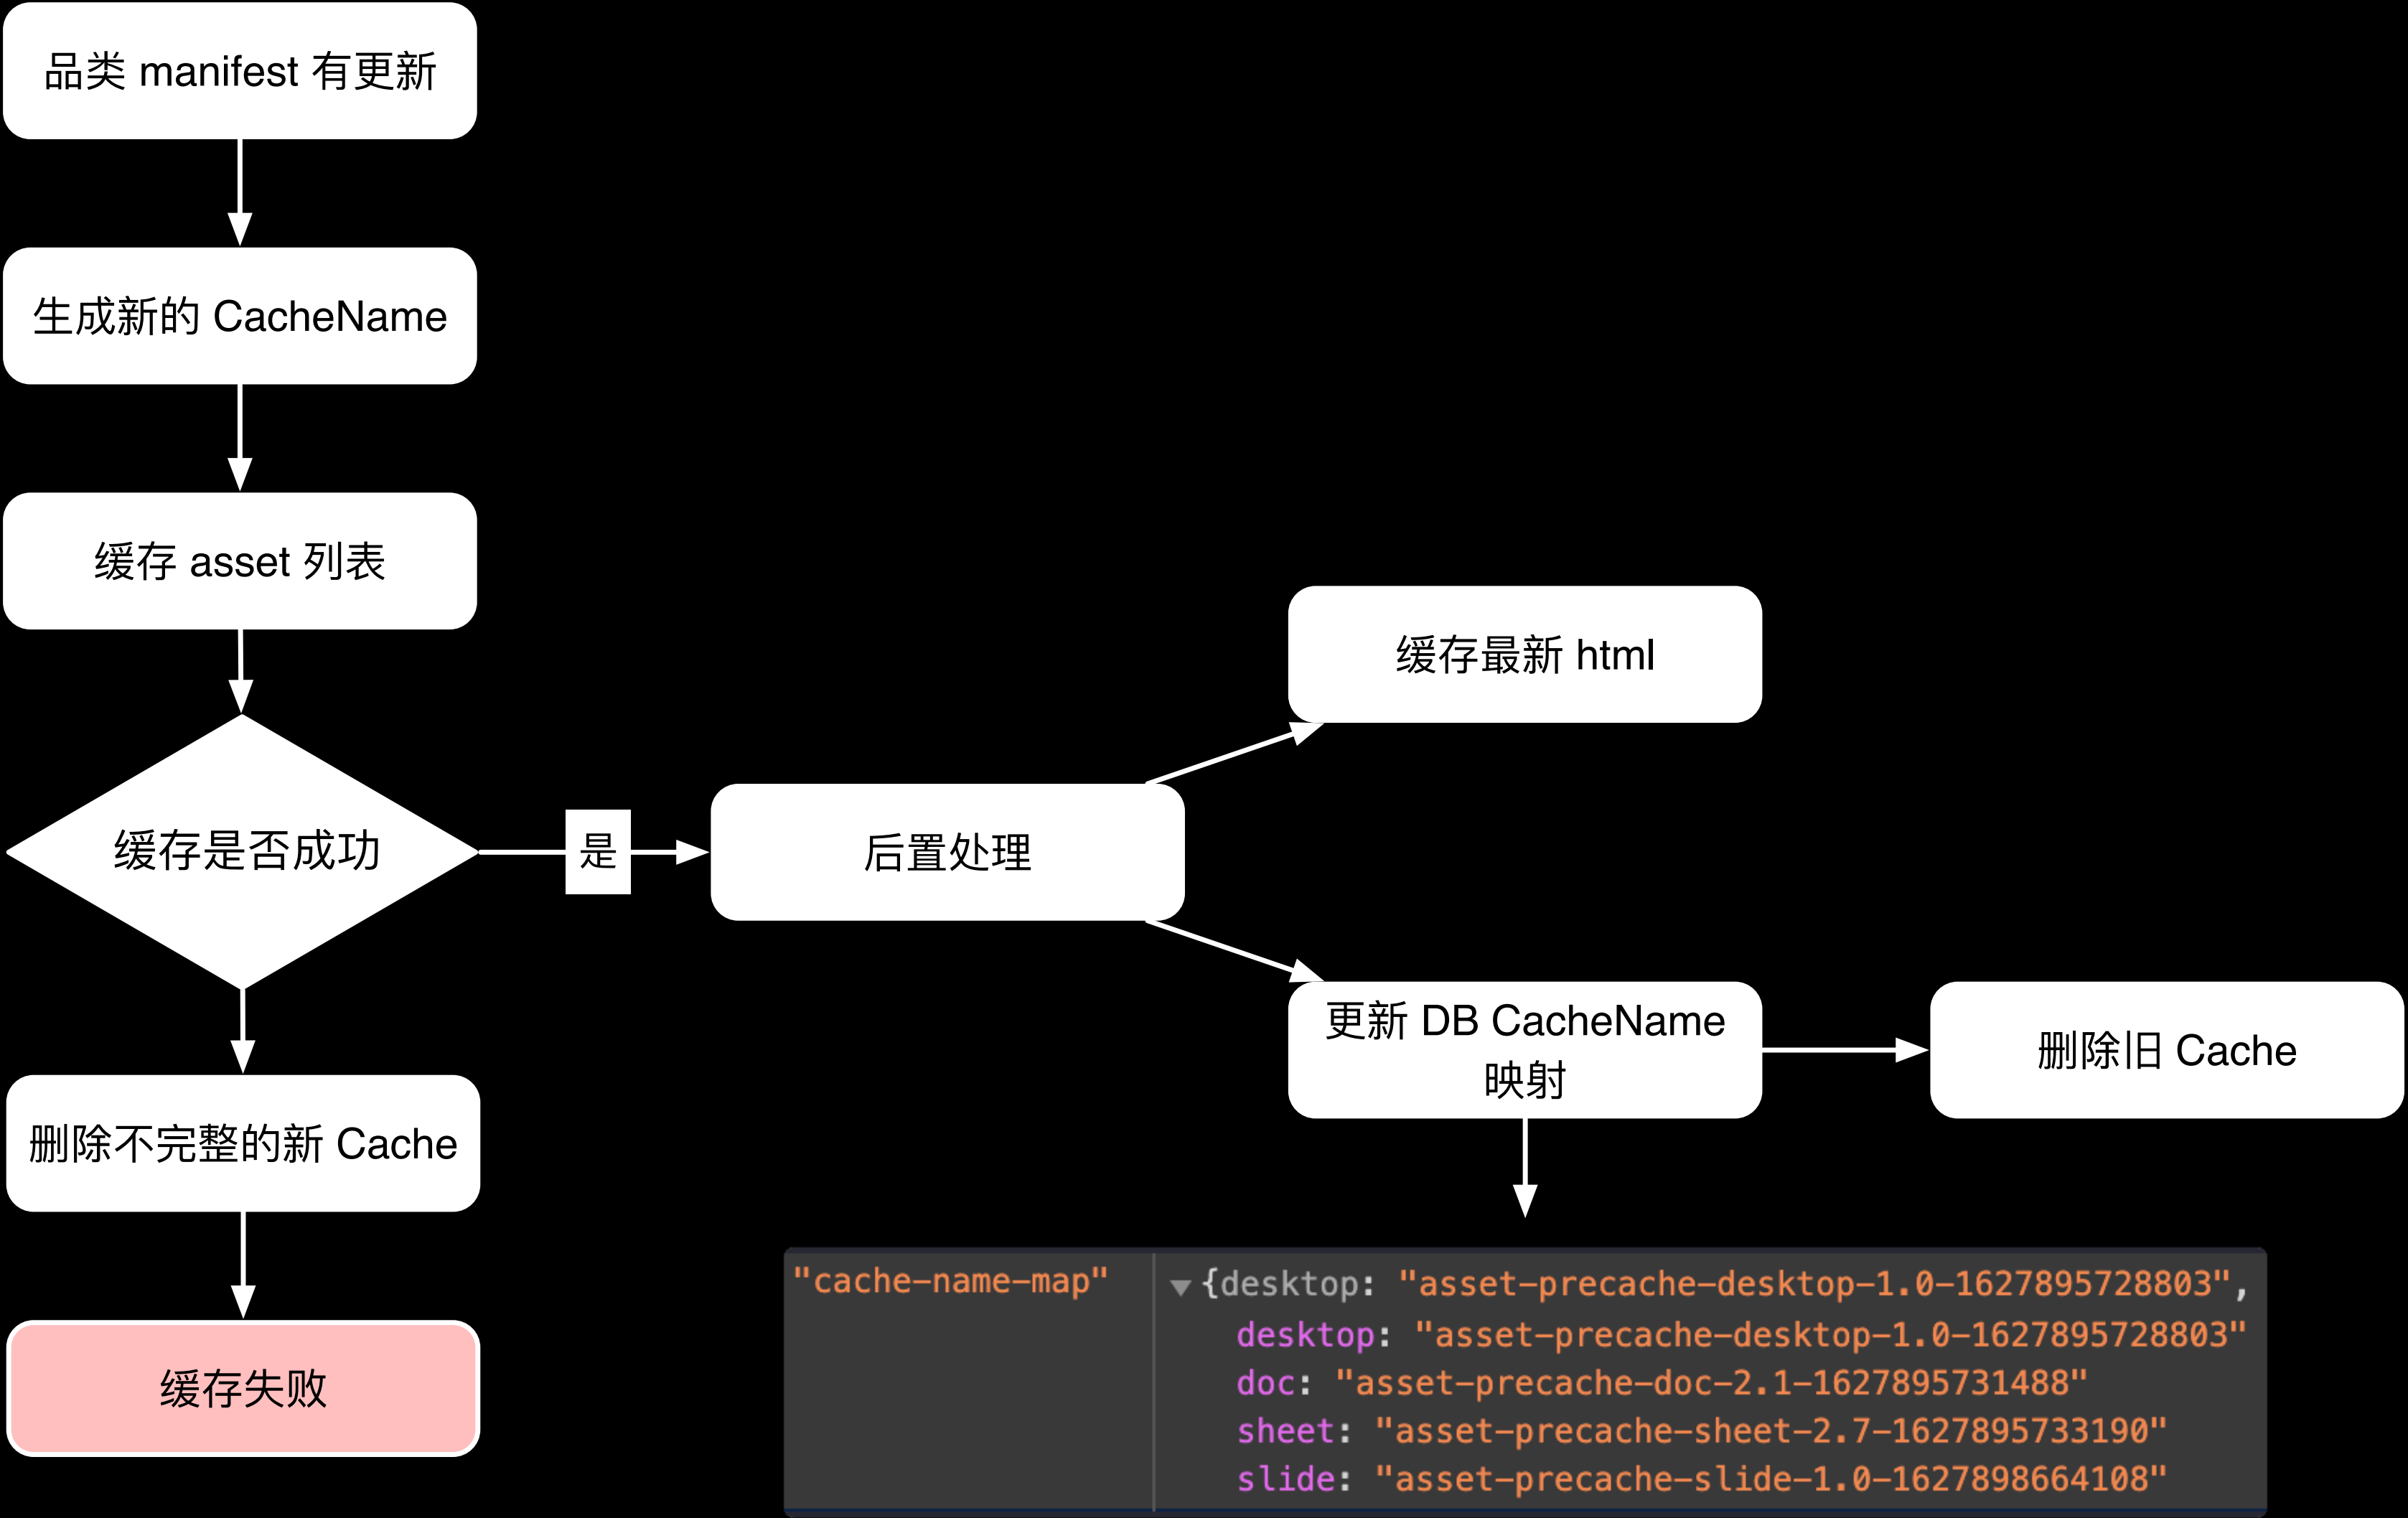 品类 manifest 有更新
生成新的 CacheName
缓存 asset 列表
缓存是否成功
是
后置处理
缓存最新 html
更新 DB CacheName
映射
删除旧 Cache
删除不完整的新 Cache
缓存失败
"cache-name-map"
▼{desktop: "asset-precache-desktop-1.0-1627895728803",
desktop: "asset-precache-desktop-1.0-1627895728803"
doc: "asset-precache-doc-2.1-1627895731488"
sheet: "asset-precache-sheet-2.7-1627895733190"
slide: "asset-precache-slide-1.0-1627898664108"